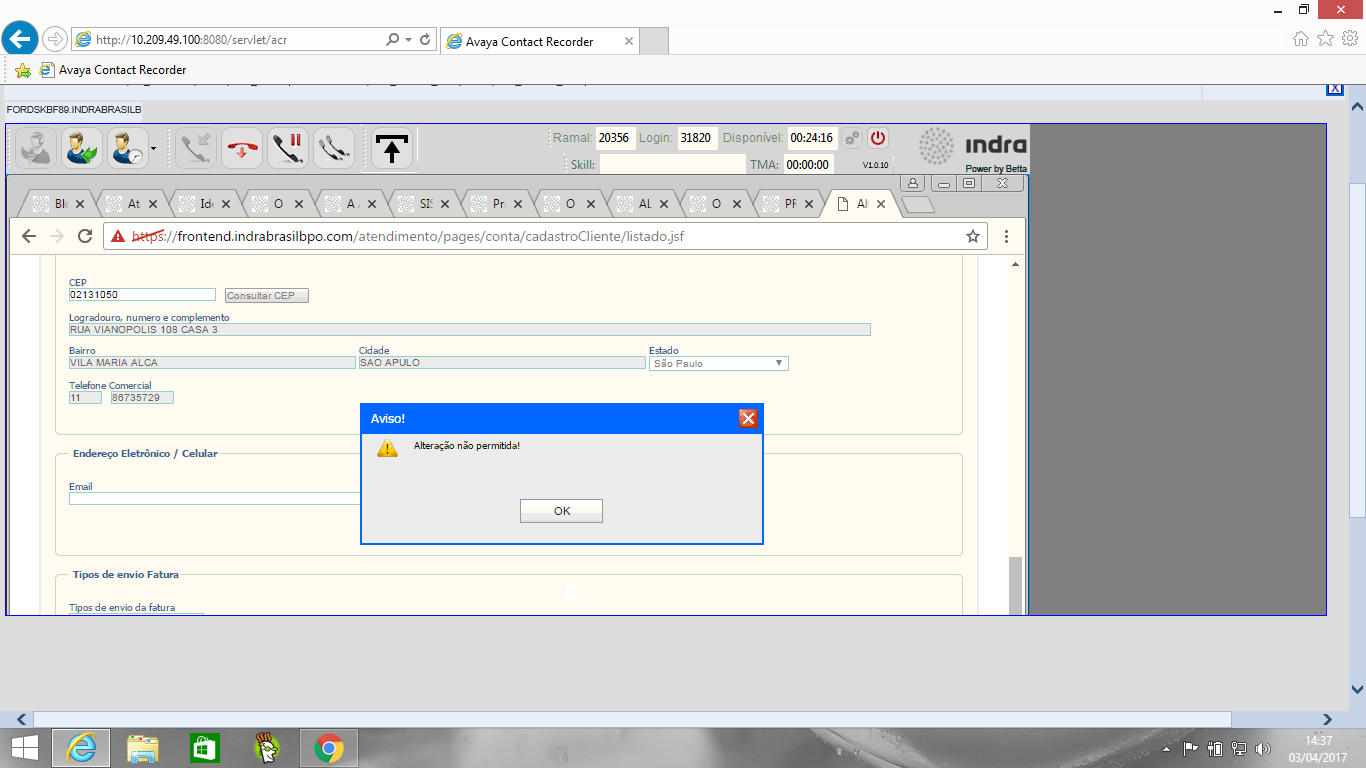 http://10.209.49.100:8080/servlet/acr
Avaya Contact Recorder
Avaya Contact Recorder
FORDSKBF89.INDRABRASILB
Ramal: 20356 Login: 31820 Disponível: 00:24:16
indra
Skill: TMA: 00:00:00 V1.0.10 Power by Betta
Blo At Ide O A SIS Pri O AL O PF Al
https://frontend.indrabrasilbpo.com/atendimento/pages/conta/cadastroCliente/listado.jsf
CEP
02131050 Consultar CEP
Logradouro, numero e complemento
RUA VIANOPOLIS 108 CASA 3
Bairro Cidade Estado
VILA MARIA ALCA SAO APULO São Paulo
Telefone Comercial
11 86735729
Aviso!
Alteração não permitida!
OK
Endereço Eletrônico / Celular
Email
Tipos de envio Fatura
Tipos de envio da fatura
14:37
03/04/2017